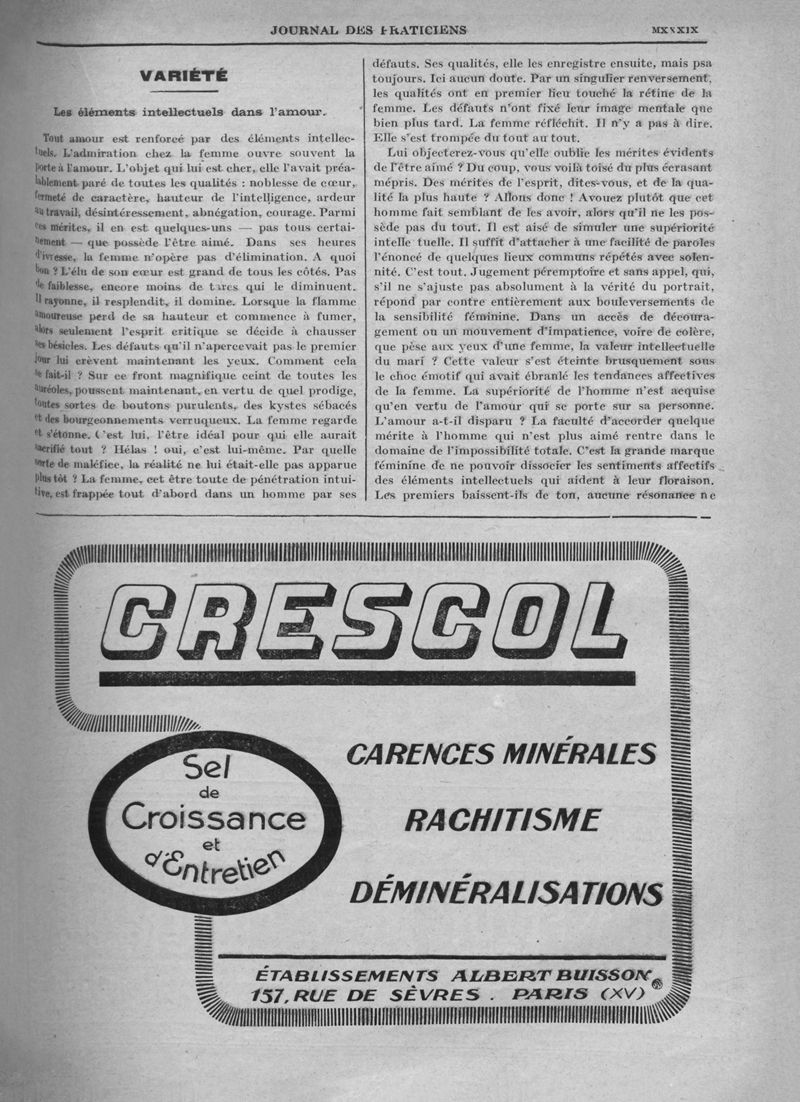 JOURNAL DES PRATICIENS
VARIÉTÉ
Les éléments intellectuels dans l'amour.
Tout amour est renforcé par des éléments intellec-
tuels. L'admiration chez la femme ouvre souvent la
porte à l'amour. L'objet qui lui est cher, elle l'avait préa-
lablement paré de toutes les qualités : noblesse de cœur,
fermeté de caractère, hauteur de l'intelligence, ardeur
au travail, désintéressement, abnégation, courage. Parmi
ces mérites, il en est quelques-uns — pas tous certai-
nement — que possède l'être aimé. Dans ses heures
d'ivresse, la femme n'opère pas d'élimination. A quoi
bon ? L'élu de son cœur est grand de tous les côtés. Pas
de faiblesse, encore moins de tares qui le diminuent.
Il rayonne, il resplendit, il domine. Lorsque la flamme
amoureuse perd de sa hauteur et commence à fumer,
alors seulement l'esprit critique se décide à chausser
ses bésicles. Les défauts qu'il n'apercevait pas le premier
jour lui crèvent maintenant les yeux. Comment cela
se fait-il ? Sur ce front magnifique ceint de toutes les
auréoles, poussent maintenant, en vertu de quel prodige,
toutes sortes de boutons purulents, des kystes sébacés
et des bourgeonnements verruqueux. La femme regarde
et s'étonne. C'est lui, l'être idéal pour qui elle aurait
sacrifié tout ? Hélas ! oui, c'est lui-même. Par quelle
sorte de maléfice, la réalité ne lui était-elle pas apparue
plus tôt ? La femme, cet être toute de pénétration intui-
tive, est frappée tout d'abord dans un homme par ses
défauts. Ses qualités, elle les enregistre ensuite, mais psa
toujours. Ici aucun doute. Par un singulier renversement,
les qualités ont en premier lieu touché la rétine de la
femme. Les défauts n'ont fixé leur image mentale que
bien plus tard. La femme réfléchit. Il n'y a pas à dire.
Elle s'est trompée du tout au tout.
Lui objecterez-vous qu'elle oublie les mérites évidents
de l'être aimé ? Du coup, vous voilà toisé du plus écrasant
mépris. Des mérites de l'esprit, dites-vous, et de la qua-
lité la plus haute ? Allons donc ! Avouez plutôt que cet
homme fait semblant de les avoir, alors qu'il ne les pos-
sède pas du tout. Il est aisé de simuler une supériorité
intelle tuelle. Il suffit d'attacher à une facilité de paroles
l'énoncé de quelques lieux communs répétés avec solen-
nité. C'est tout. Jugement péremptoire et sans appel, qui,
s'il ne s'ajuste pas absolument à la vérité du portrait,
répond par contre entièrement aux bouleversements de
la sensibilité féminine. Dans un accès de découra-
gement ou un mouvement d'impatience, voire de colère,
que pèse aux yeux d'une femme, la valeur intellectuelle
du mari ? Cette valeur s'est éteinte brusquement sous
le choc émotif qui avait ébranlé les tendances affectives
de la femme. La supériorité de l'homme n'est acquise
qu'en vertu de l'amour qui se porte sur sa personne.
L'amour a-t-il disparu ? La faculté d'accorder quelque
mérite à l'homme qui n'est plus aimé rentre dans le
domaine de l'impossibilité totale. C'est la grande marque
féminine de ne pouvoir dissocier les sentiments affectifs
des éléments intellectuels qui aident à leur floraison.
Les premiers baissent-ils de ton, aucune résonance ne
CRESCOL
Sel
de
Croissance
et
d'Entretien
CARENCES MINÉRALES
RACHITISME
DÉMINÉRALISATIONS
ÉTABLISSEMENTS ALBERT BUISSON
157, RUE DE SÈVRES . PARIS (XV)